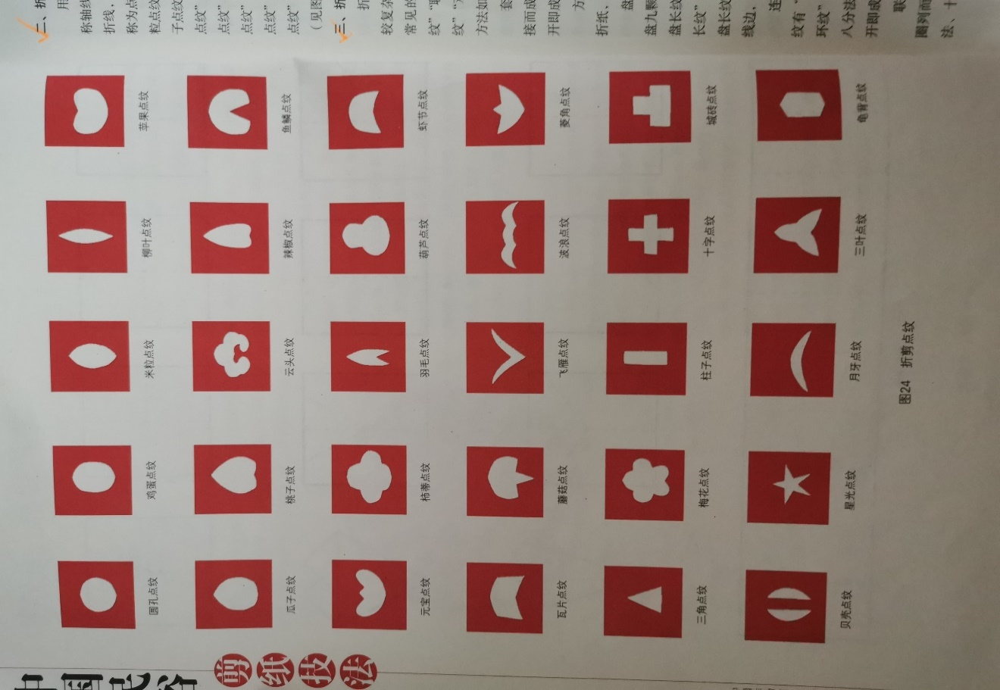 中国民俗
剪纸技法
圆孔点纹 鸡蛋点纹 米粒点纹 柳叶点纹 苹果点纹
瓜子点纹 桃子点纹 云头点纹 辣椒点纹 鱼鳞点纹
元宝点纹 柿蒂点纹 羽毛点纹 葫芦点纹 虾节点纹
瓦片点纹 蘑菇点纹 飞雁点纹 波浪点纹 菱角点纹
三角点纹 梅花点纹 柱子点纹 十字点纹 城砖点纹
贝壳点纹 星光点纹 月牙点纹 三叶点纹 龟背点纹
图24 折剪点纹
二、折
用
称轴线
折线，
称为点
粒点纹
子点纹
点纹”
点纹”
点纹”
点纹”
点纹”
（见图
三、折
折
较复杂
常见的
纹”
纹”
方法如
套
接而成
开即成
方
折纸、
盘
盘九颗
盘长纹
长纹”
盘长纹
线边，
连
纹有“
环纹”
八分法
开即成
联
圈列而
法、十